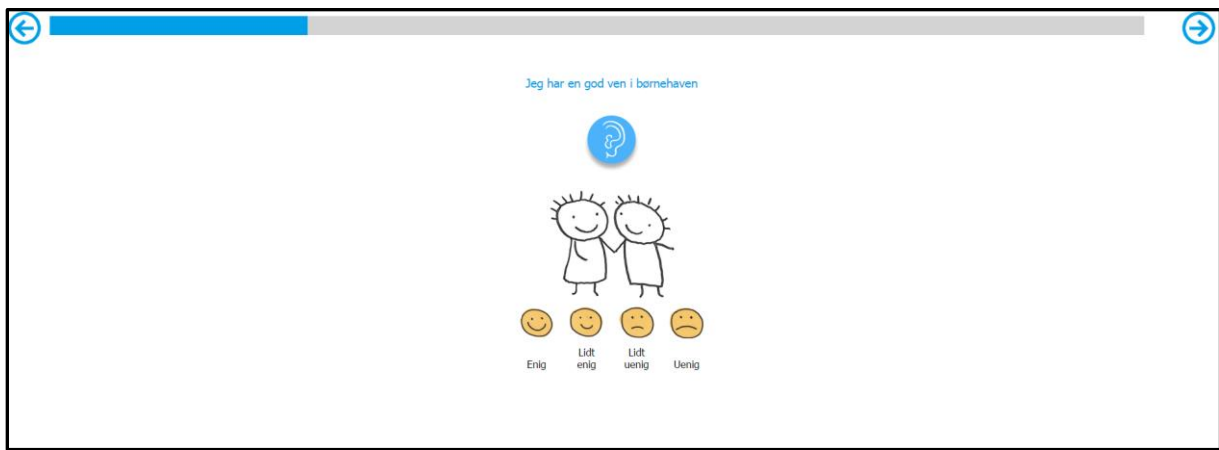 Jeg har en god ven i børnehaven
Enig
Lidt enig
Lidt uenig
Uenig